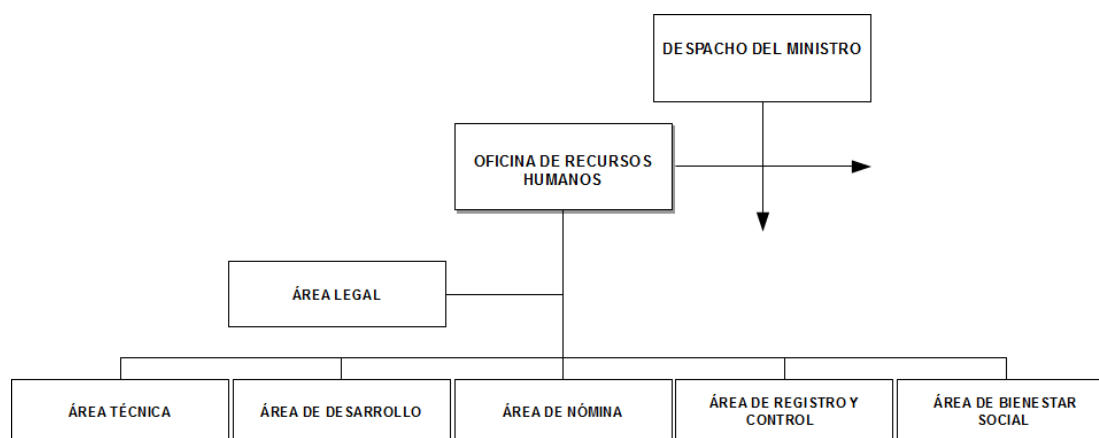 DESPACHO DEL MINISTRO
OFICINA DE RECURSOS
HUMANOS
ÁREA LEGAL
ÁREA TÉCNICA
ÁREA DE DESARROLLO
ÁREA DE NÓMINA
ÁREA DE REGISTRO Y
CONTROL
ÁREA DE BIENESTAR
SOCIAL